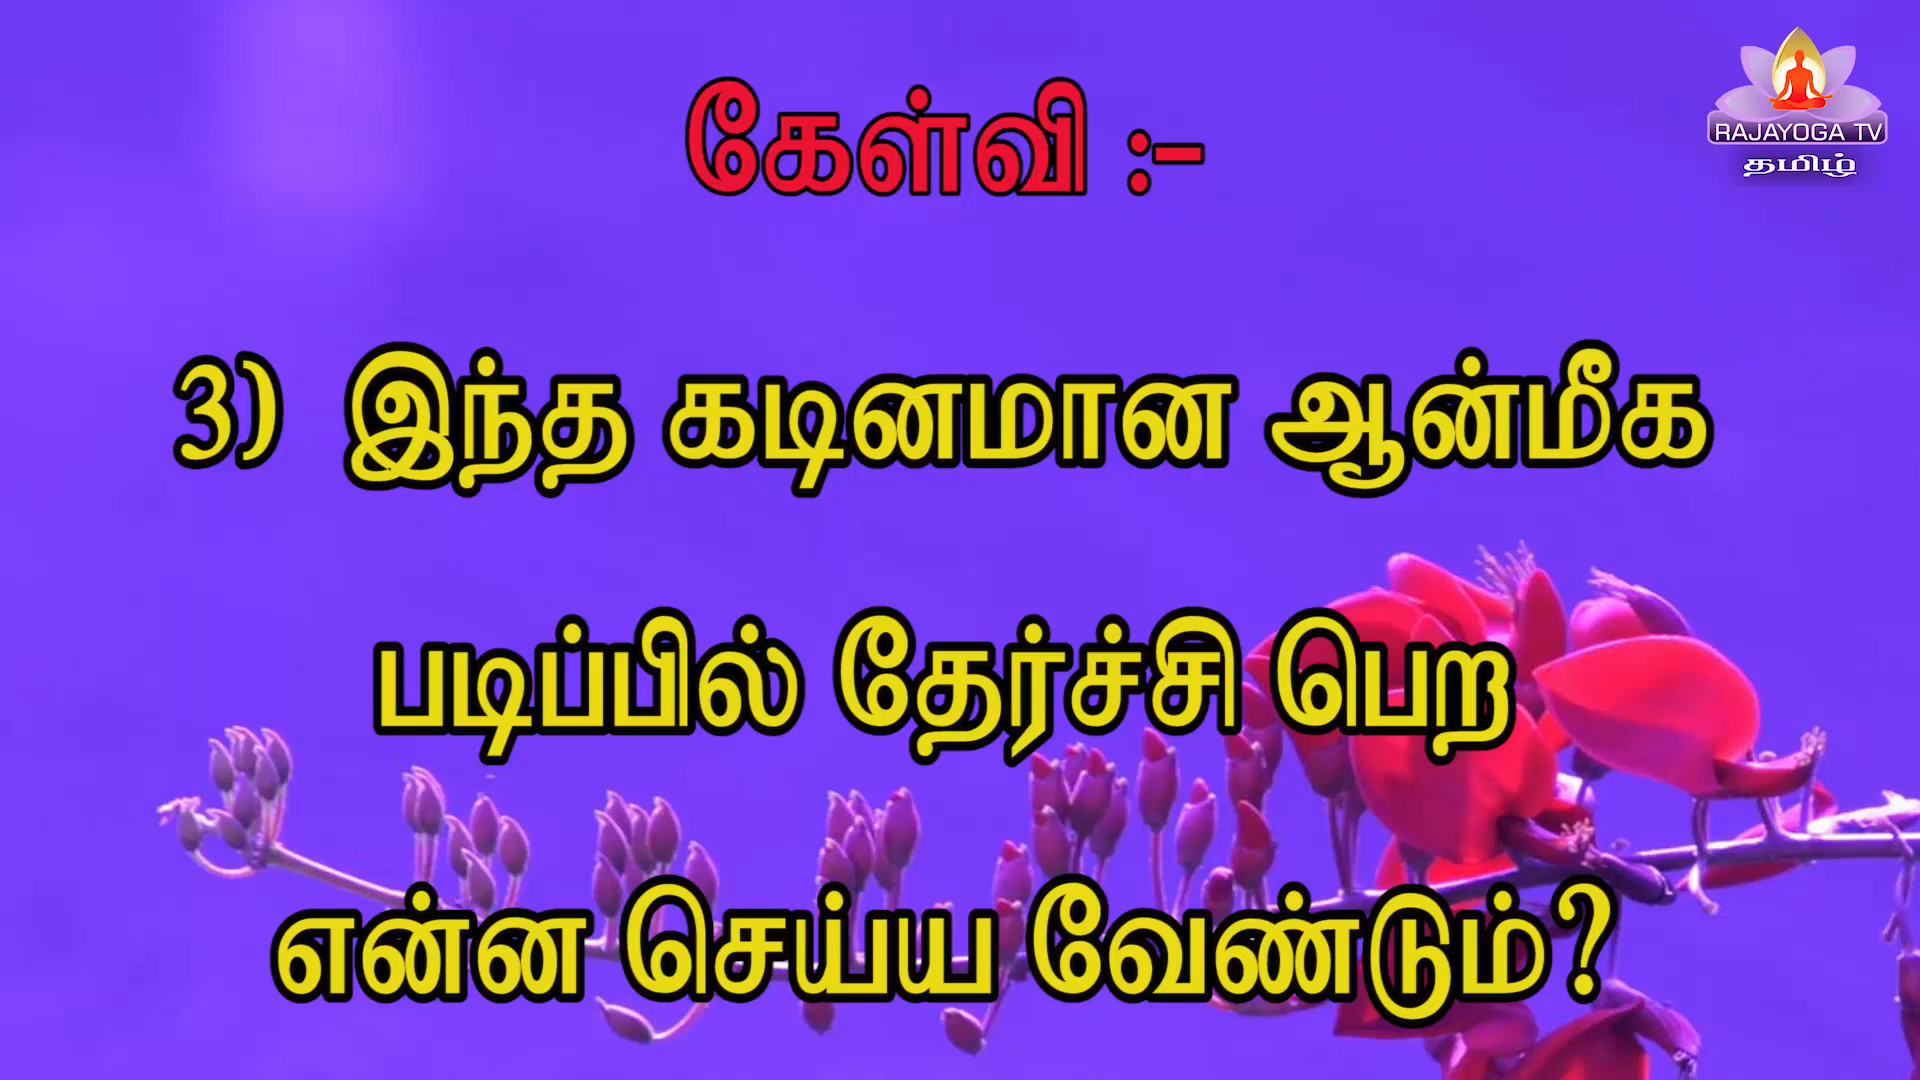 RAJAYOGA TV
தமிழ்
கேள்வி :-
3) இந்த கடினமான ஆன்மீக
படிப்பில் தேர்ச்சி பெற
என்ன செய்ய வேண்டும்?